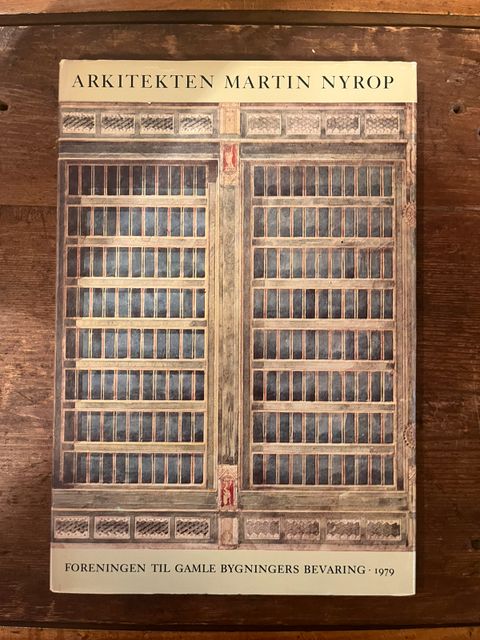 ARKITEKTEN MARTIN NYROP
FORENINGEN TIL GAMLE BYGNINGERS BEVARING · 1979